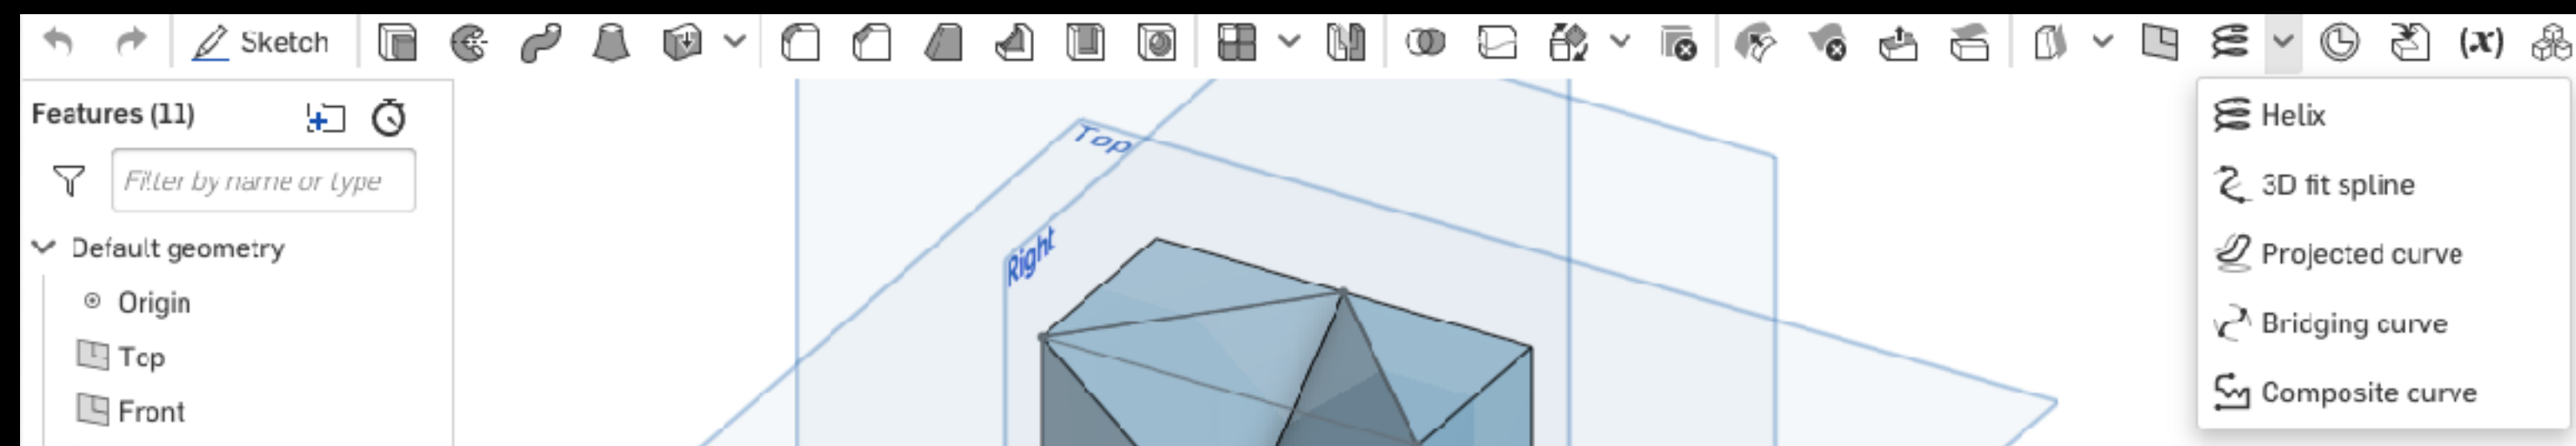 Sketch
(x)
Features (11)
Filter by name or type
Default geometry
Origin
Top
Front
Top
Right
Helix
3D fit spline
Projected curve
Bridging curve
Composite curve